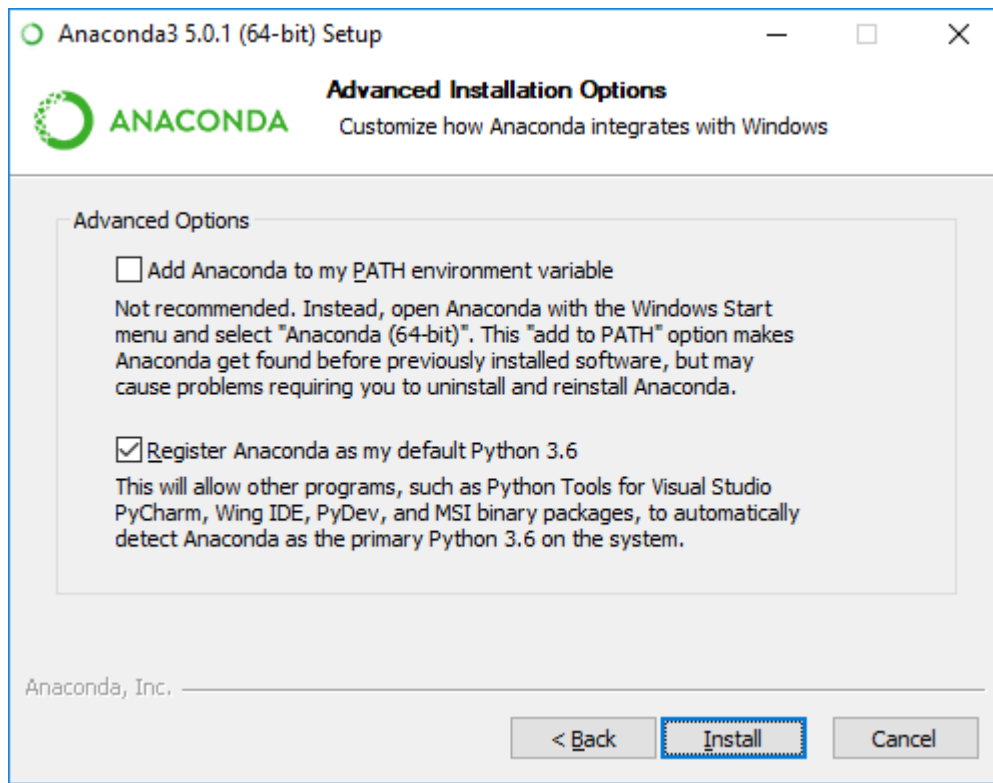 Anaconda3 5.0.1 (64-bit) Setup
ANACONDA
Advanced Installation Options
Customize how Anaconda integrates with Windows
Advanced Options
Add Anaconda to my PATH environment variable
Not recommended. Instead, open Anaconda with the Windows Start
menu and select "Anaconda (64-bit)". This "add to PATH" option makes
Anaconda get found before previously installed software, but may
cause problems requiring you to uninstall and reinstall Anaconda.
Register Anaconda as my default Python 3.6
This will allow other programs, such as Python Tools for Visual Studio
PyCharm, Wing IDE, PyDev, and MSI binary packages, to automatically
detect Anaconda as the primary Python 3.6 on the system.
Anaconda, Inc.
< Back
Install
Cancel